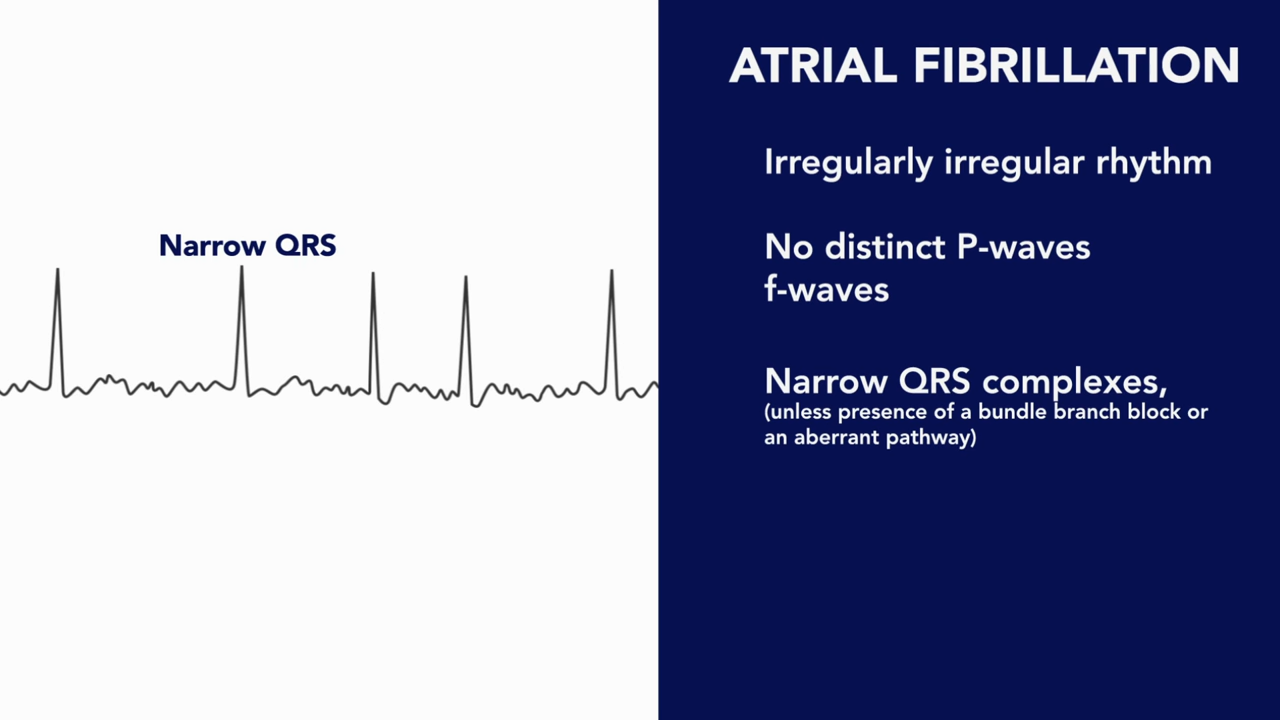 Narrow QRS
ATRIAL FIBRILLATION
Irregularly irregular rhythm
No distinct P-waves
f-waves
Narrow QRS complexes,
(unless presence of a bundle branch block or
an aberrant pathway)